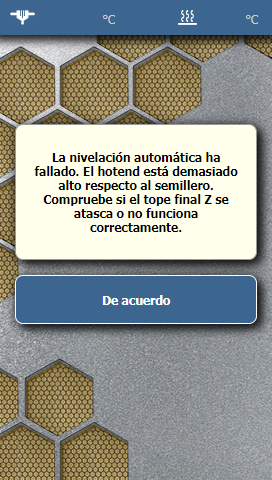 °C °C
La nivelación automática ha
fallado. El hotend está demasiado
alto respecto al semillero.
Compruebe si el tope final Z se
atasca o no funciona
correctamente.
De acuerdo